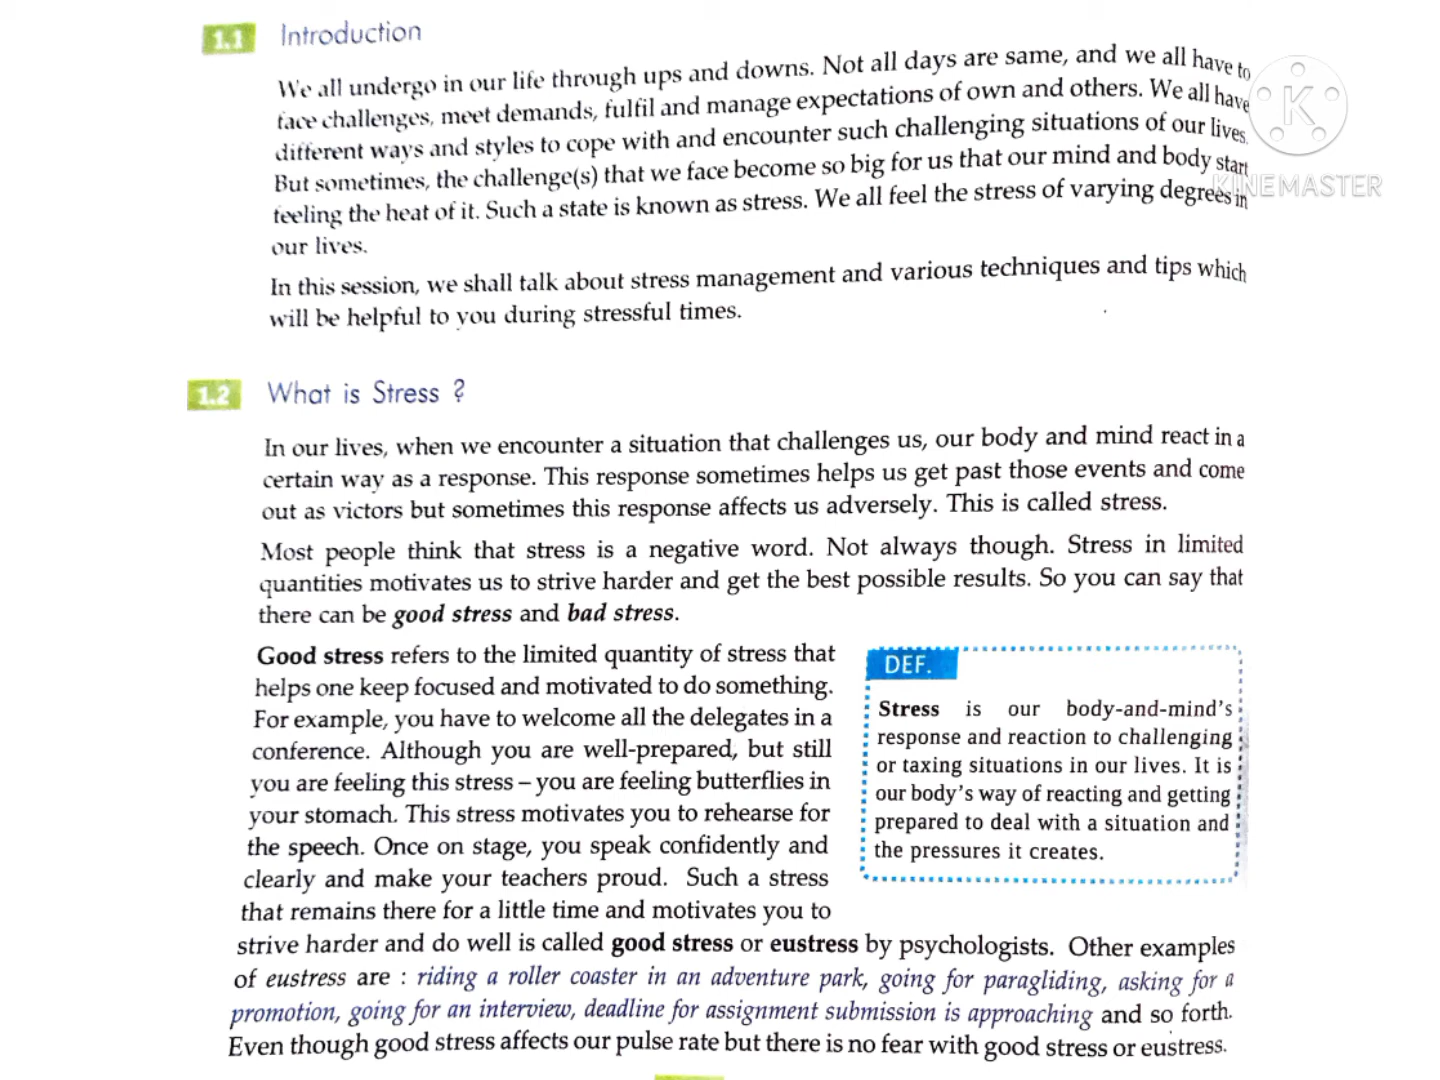 1.1 Introduction
We all undergo in our life through ups and downs. Not all days are same, and we all have to
face challenges, meet demands, fulfil and manage expectations of own and others. We all have
different ways and styles to cope with and encounter such challenging situations of our lives.
But sometimes, the challenge(s) that we face become so big for us that our mind and body start
feeling the heat of it. Such a state is known as stress. We all feel the stress of varying degrees in
our lives.
In this session, we shall talk about stress management and various techniques and tips which
will be helpful to you during stressful times.
K
KINEMASTER
1.2 What is Stress ?
In our lives, when we encounter a situation that challenges us, our body and mind react in a
certain way as a response. This response sometimes helps us get past those events and come
out as victors but sometimes this response affects us adversely. This is called stress.
Most people think that stress is a negative word. Not always though. Stress in limited
quantities motivates us to strive harder and get the best possible results. So you can say that
there can be good stress and bad stress.
Good stress refers to the limited quantity of stress that
helps one keep focused and motivated to do something.
For example, you have to welcome all the delegates in a
conference. Although you are well-prepared, but still
you are feeling this stress – you are feeling butterflies in
your stomach. This stress motivates you to rehearse for
the speech. Once on stage, you speak confidently and
clearly and make your teachers proud. Such a stress
that remains there for a little time and motivates you to
strive harder and do well is called good stress or eustress by psychologists. Other examples
of eustress are : riding a roller coaster in an adventure park, going for paragliding, asking for a
promotion, going for an interview, deadline for assignment submission is approaching and so forth.
Even though good stress affects our pulse rate but there is no fear with good stress or eustress.
DEF.
Stress is our body-and-mind's
response and reaction to challenging
or taxing situations in our lives. It is
our body's way of reacting and getting
prepared to deal with a situation and
the pressures it creates.